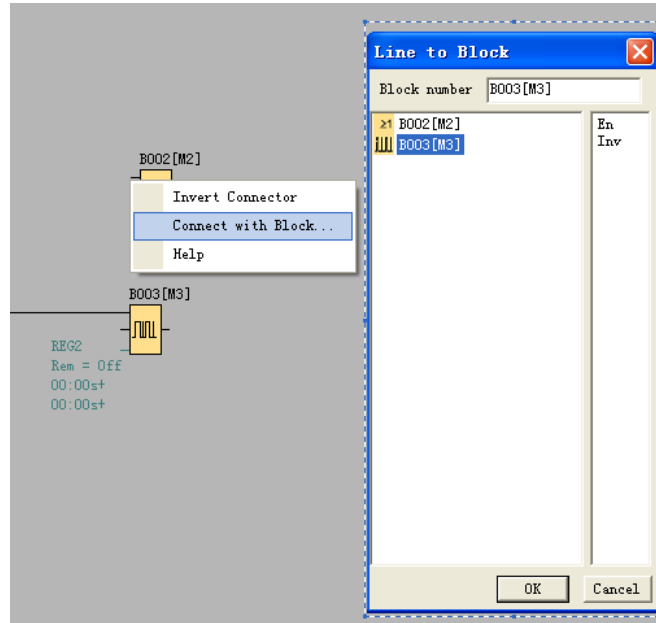 B002[M2]
Invert Connector
Connect with Block...
Help
B003[M3]
REG2
Rem = Off
00:00s+
00:00s+
Line to Block
Block number B003[M3]
≥1 B002[M2]
B003[M3]
En
Inv
OK Cancel